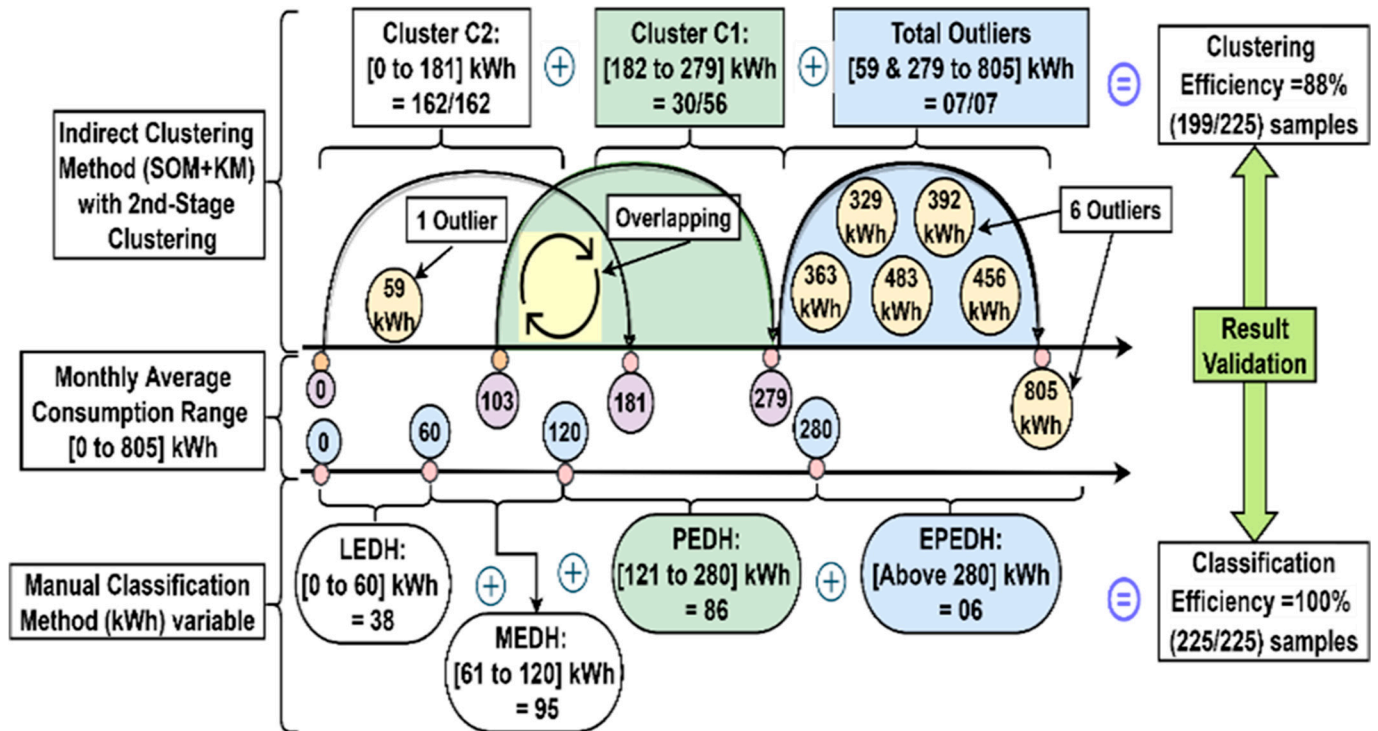 Indirect Clustering
Method (SOM+KM)
with 2nd-Stage
Clustering
Cluster C2:
[0 to 181] kWh
= 162/162
+
Cluster C1:
[182 to 279] kWh
= 30/56
+
Total Outliers
[59 & 279 to 805] kWh
= 07/07
=
Clustering
Efficiency =88%
(199/225) samples
1 Outlier
Overlapping
6 Outliers
59
kWh
329
kWh
392
kWh
363
kWh
483
kWh
456
kWh
Result
Validation
Monthly Average
Consumption Range
[0 to 805] kWh
0
103
181
279
805
kWh
0
60
120
280
Manual Classification
Method (kWh) variable
LEDH:
[0 to 60] kWh
= 38
+
MEDH:
[61 to 120] kWh
= 95
+
PEDH:
[121 to 280] kWh
= 86
+
EPEDH:
[Above 280] kWh
= 06
=
Classification
Efficiency =100%
(225/225) samples